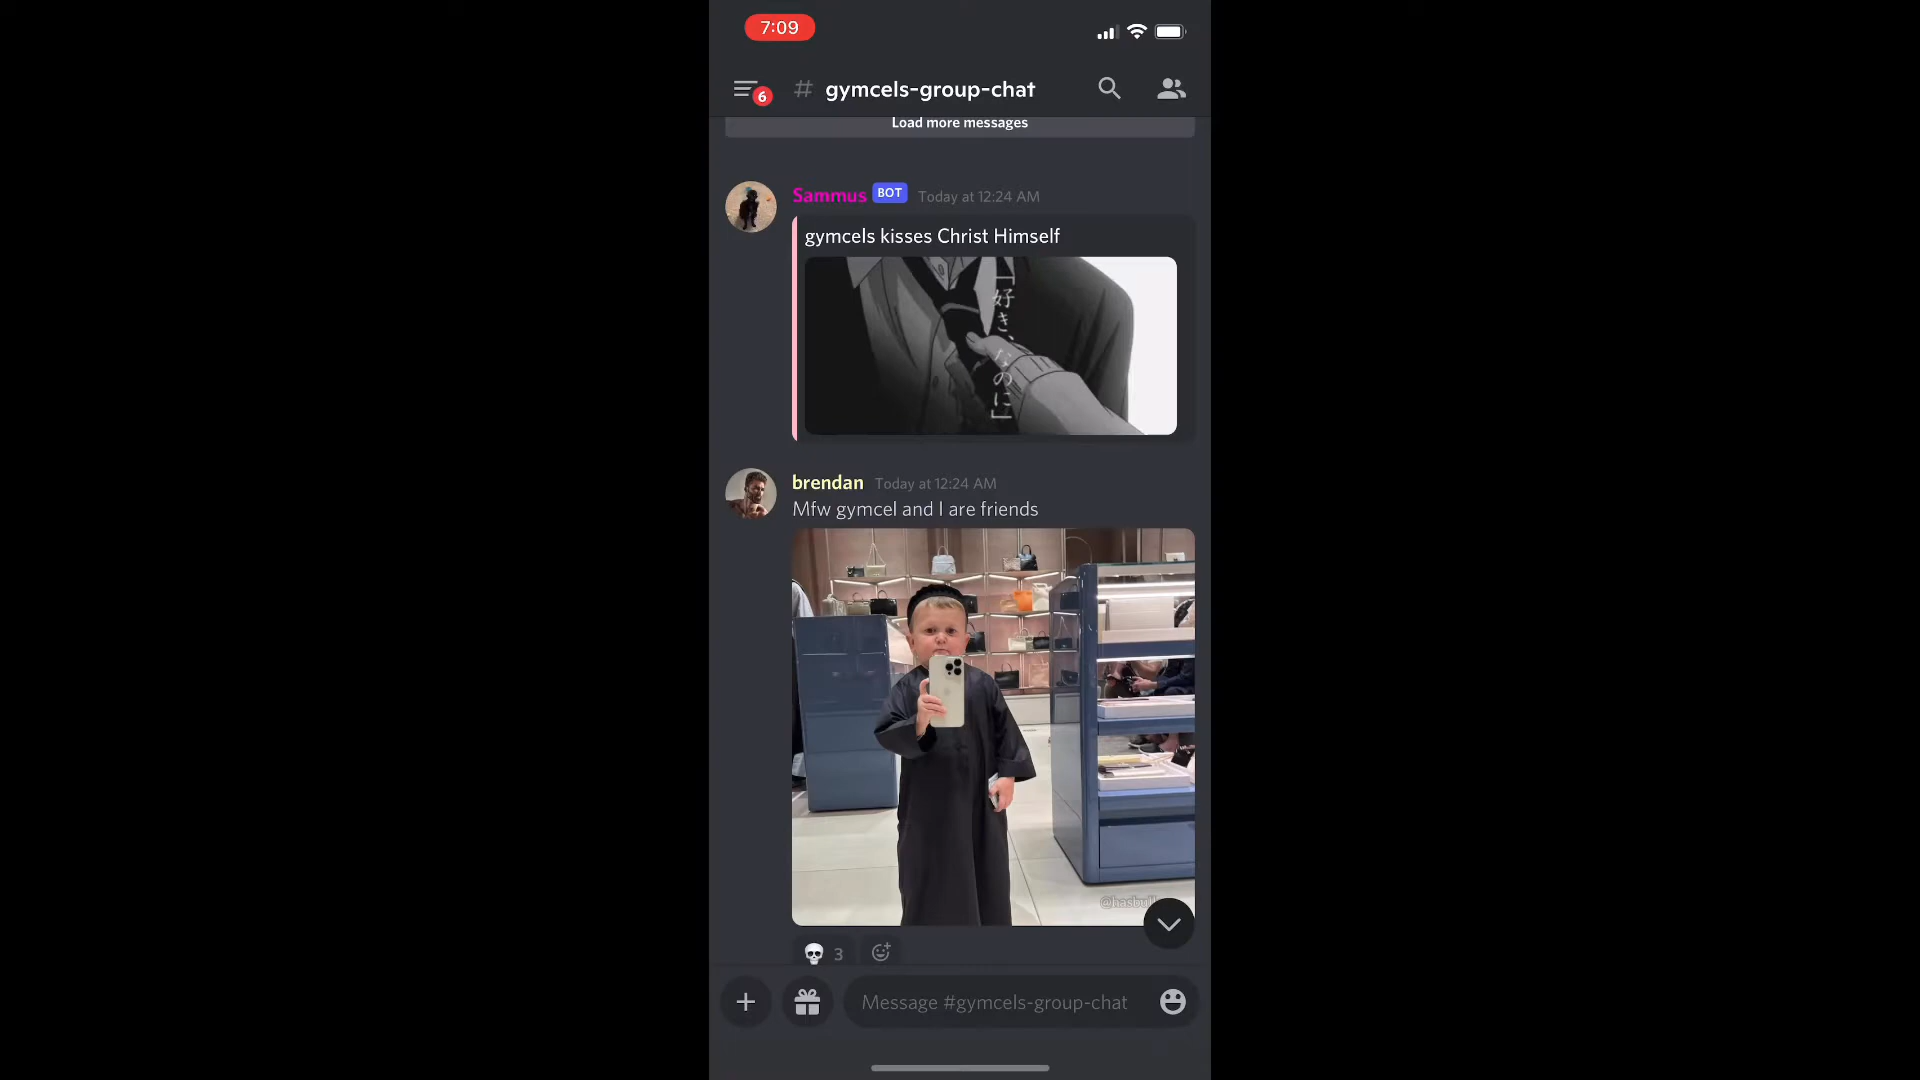 7:09
6
# gymcels-group-chat
Load more messages
Sammus BOT Today at 12:24 AM
gymcels kisses Christ Himself
「好き、なのに」
brendan Today at 12:24 AM
Mfw gymcel and I are friends
3
Message #gymcels-group-chat